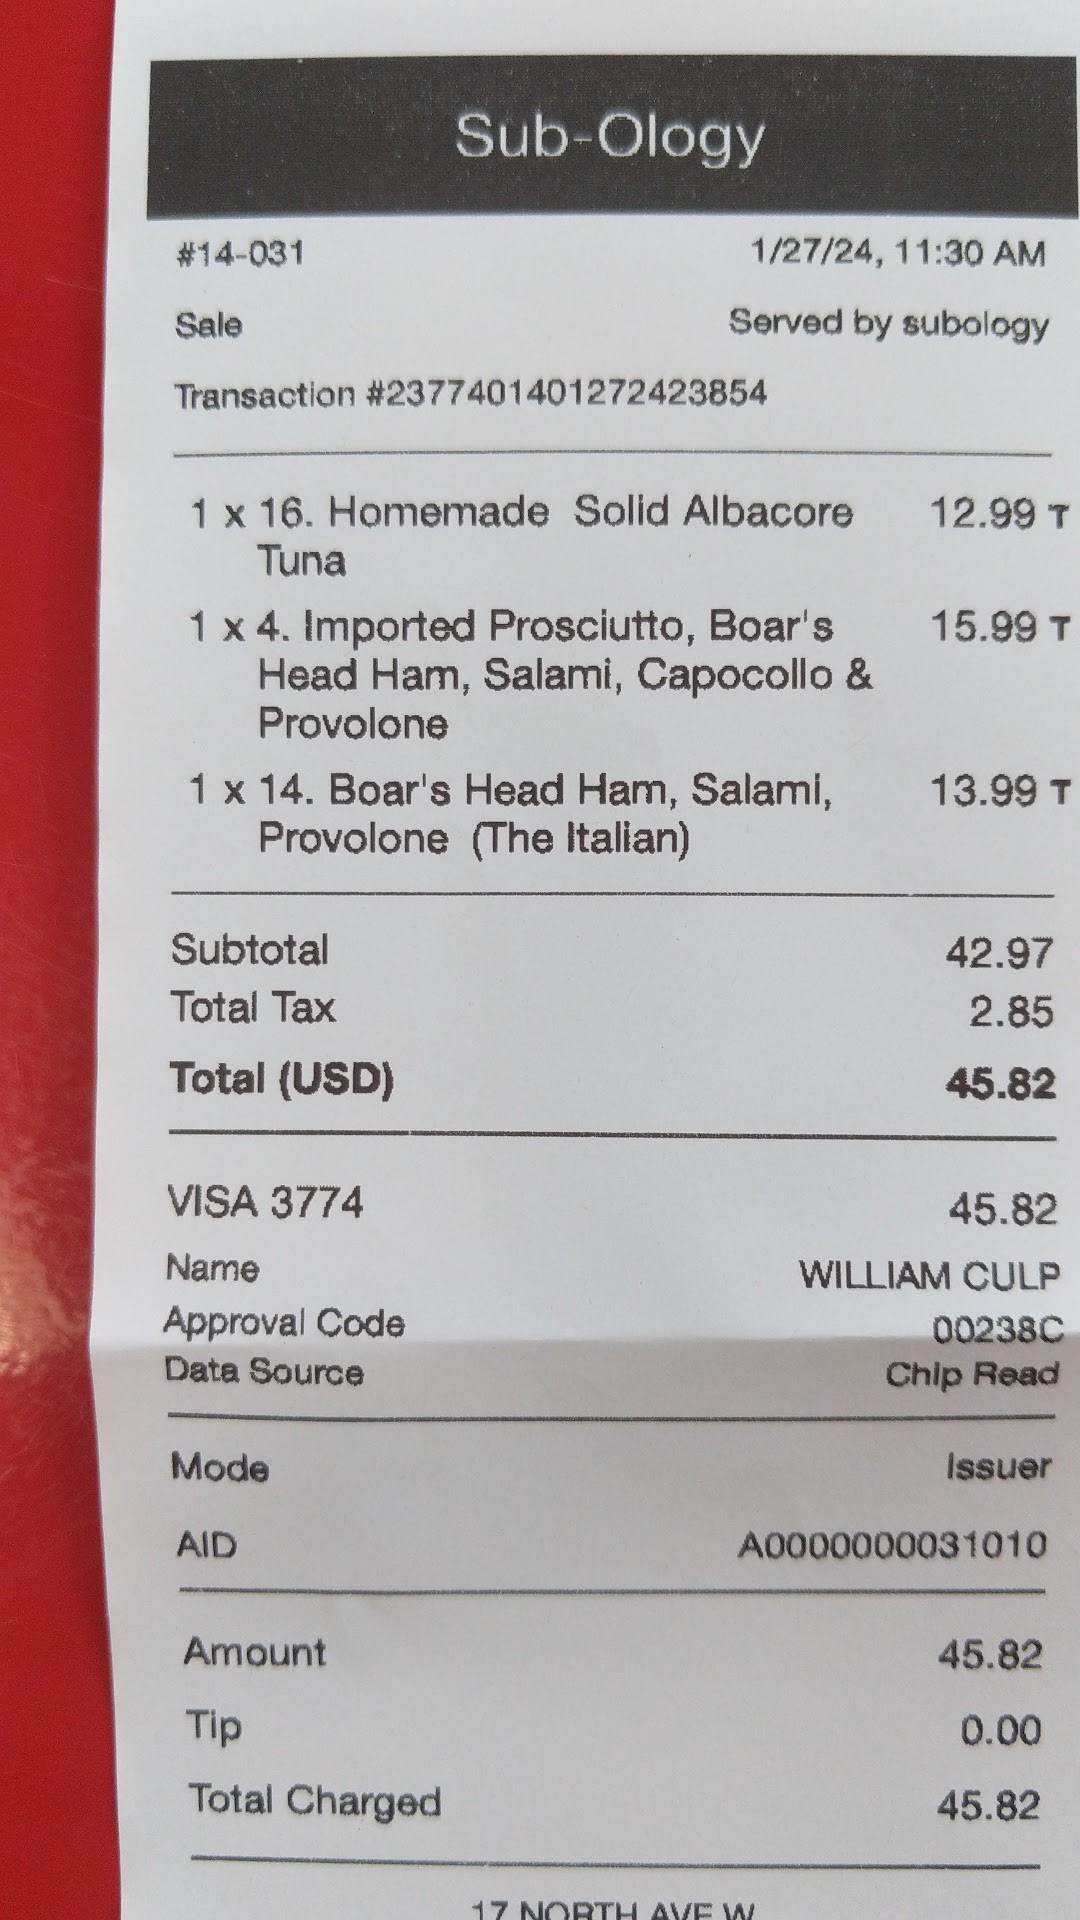 Sub-Ology
#14-031 1/27/24, 11:30 AM
Sale Served by subology
Transaction #2377401401272423854
1 x 16. Homemade Solid Albacore 12.99 T
Tuna
1 x 4. Imported Prosciutto, Boar's 15.99 T
Head Ham, Salami, Capocollo &
Provolone
1 x 14. Boar's Head Ham, Salami, 13.99 T
Provolone (The Italian)
Subtotal 42.97
Total Tax 2.85
Total (USD) 45.82
VISA 3774 45.82
Name WILLIAM CULP
Approval Code 00238C
Data Source Chip Read
Mode Issuer
AID A0000000031010
Amount 45.82
Tip 0.00
Total Charged 45.82
17 NORTH AVE W